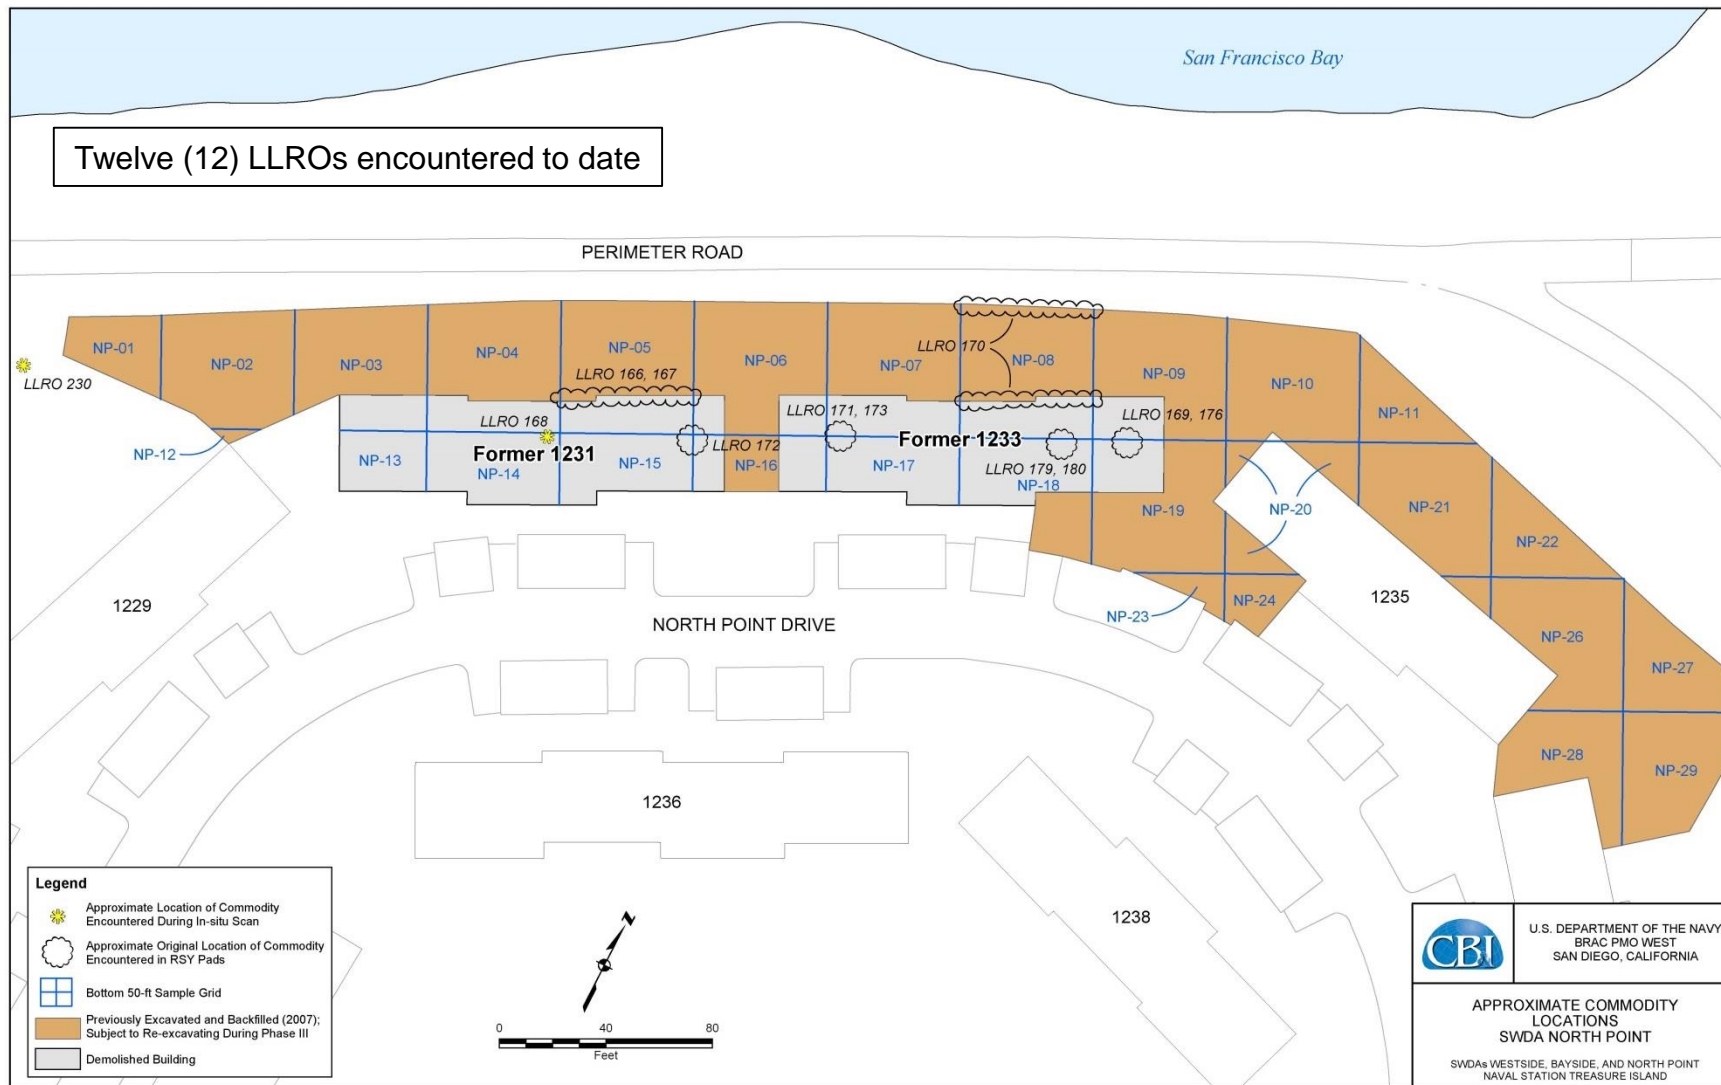 San Francisco Bay
Twelve (12) LLROs encountered to date
PERIMETER ROAD
NP-01
NP-02
NP-03
NP-04
NP-05
NP-06
NP-07
NP-08
NP-09
NP-10
NP-11
LLRO 170
LLRO 230
LLRO 166, 167
LLRO 168
LLRO 171, 173
LLRO 169, 176
LLRO 172
LLRO 179, 180
Former 1231
Former 1233
NP-12
NP-13
NP-14
NP-15
NP-16
NP-17
NP-18
NP-19
NP-20
NP-21
NP-22
NP-23
NP-24
NP-26
NP-27
NP-28
NP-29
1229
1235
NORTH POINT DRIVE
1236
1238
Legend
Approximate Location of Commodity
Encountered During In-situ Scan
Approximate Original Location of Commodity
Encountered in RSY Pads
Bottom 50-ft Sample Grid
Previously Excavated and Backfilled (2007);
Subject to Re-excavating During Phase III
Demolished Building
N
0 40 80
Feet
CB&I
U.S. DEPARTMENT OF THE NAVY
BRAC PMO WEST
SAN DIEGO, CALIFORNIA
APPROXIMATE COMMODITY
LOCATIONS
SWDA NORTH POINT
SWDAs WESTSIDE, BAYSIDE, AND NORTH POINT
NAVAL STATION TREASURE ISLAND